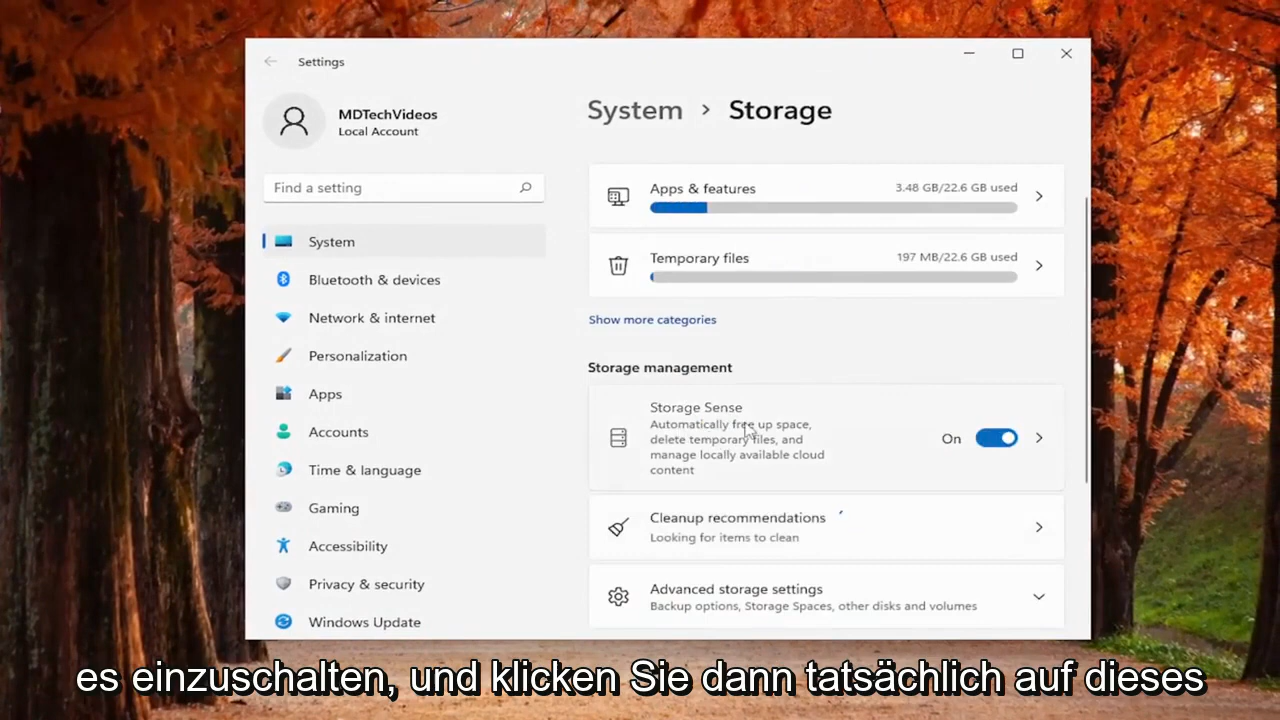 Settings
MDTechVideos
Local Account
Find a setting
System
Bluetooth & devices
Network & internet
Personalization
Apps
Accounts
Time & language
Gaming
Accessibility
Privacy & security
Windows Update
System > Storage
Apps & features
3.48 GB/22.6 GB used
Temporary files
197 MB/22.6 GB used
Show more categories
Storage management
Storage Sense
Automatically free up space,
delete temporary files, and
manage locally available cloud
content
On
Cleanup recommendations
Looking for items to clean
Advanced storage settings
Backup options, Storage Spaces, other disks and volumes
es einzuschalten, und klicken Sie dann tatsächlich auf dieses